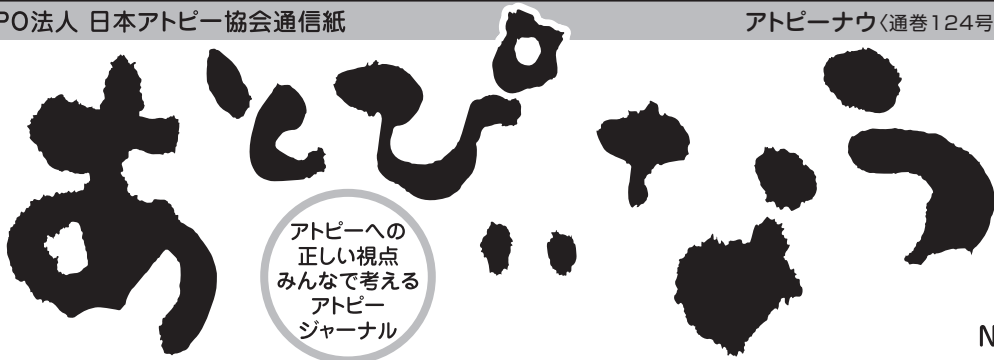 PO法人 日本アトピー協会通信紙
アトピーナウ〈通巻124号
あとぴいなう
アトピーへの
正しい視点
みんなで考える
アトピー
ジャーナル
N